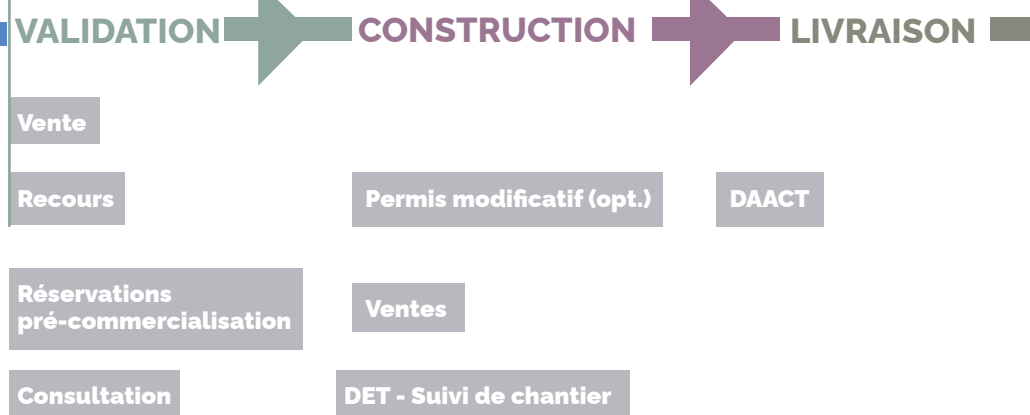 VALIDATION
CONSTRUCTION
LIVRAISON
Vente
Recours
Permis modificatif (opt.)
DAACT
Réservations
pré-commercialisation
Ventes
Consultation
DET - Suivi de chantier